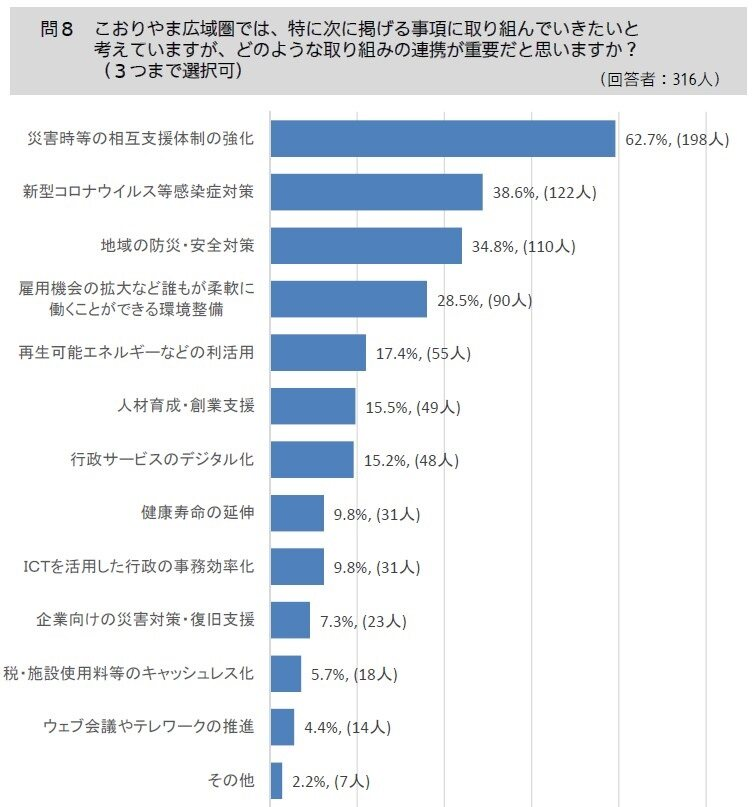 問８　こおりやま広域圏では、特に次に掲げる事項に取り組んでいきたいと
考えていますが、どのような取り組みの連携が重要だと思いますか？
（３つまで選択可）
（回答者：316人）
災害時等の相互支援体制の強化 62.7%, (198人)
新型コロナウイルス等感染症対策 38.6%, (122人)
地域の防災・安全対策 34.8%, (110人)
雇用機会の拡大など誰もが柔軟に
働くことができる環境整備 28.5%, (90人)
再生可能エネルギーなどの利活用 17.4%, (55人)
人材育成・創業支援 15.5%, (49人)
行政サービスのデジタル化 15.2%, (48人)
健康寿命の延伸 9.8%, (31人)
ICTを活用した行政の事務効率化 9.8%, (31人)
企業向けの災害対策・復旧支援 7.3%, (23人)
税・施設使用料等のキャッシュレス化 5.7%, (18人)
ウェブ会議やテレワークの推進 4.4%, (14人)
その他 2.2%, (7人)